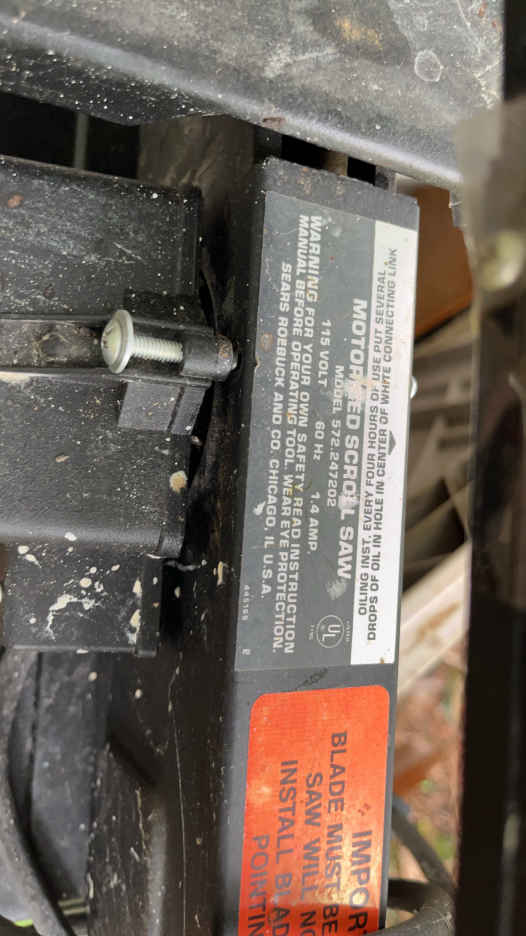 OILING INST. EVERY FOUR HOURS OF USE PUT SEVERAL
DROPS OF OIL IN HOLE IN CENTER OF WHITE CONNECTING LINK
MOTORIZED SCROLL SAW
MODEL 572.247202
115 VOLT 60 Hz 1.4 AMP
WARNING FOR YOUR OWN SAFETY READ INSTRUCTION
MANUAL BEFORE OPERATING TOOL. WEAR EYE PROTECTION.
SEARS ROEBUCK AND CO. CHICAGO, IL U.S.A.
UL
IMPOR
BLADE MUST BE
SAW WILL NO
INSTALL BLAD
POINTIN